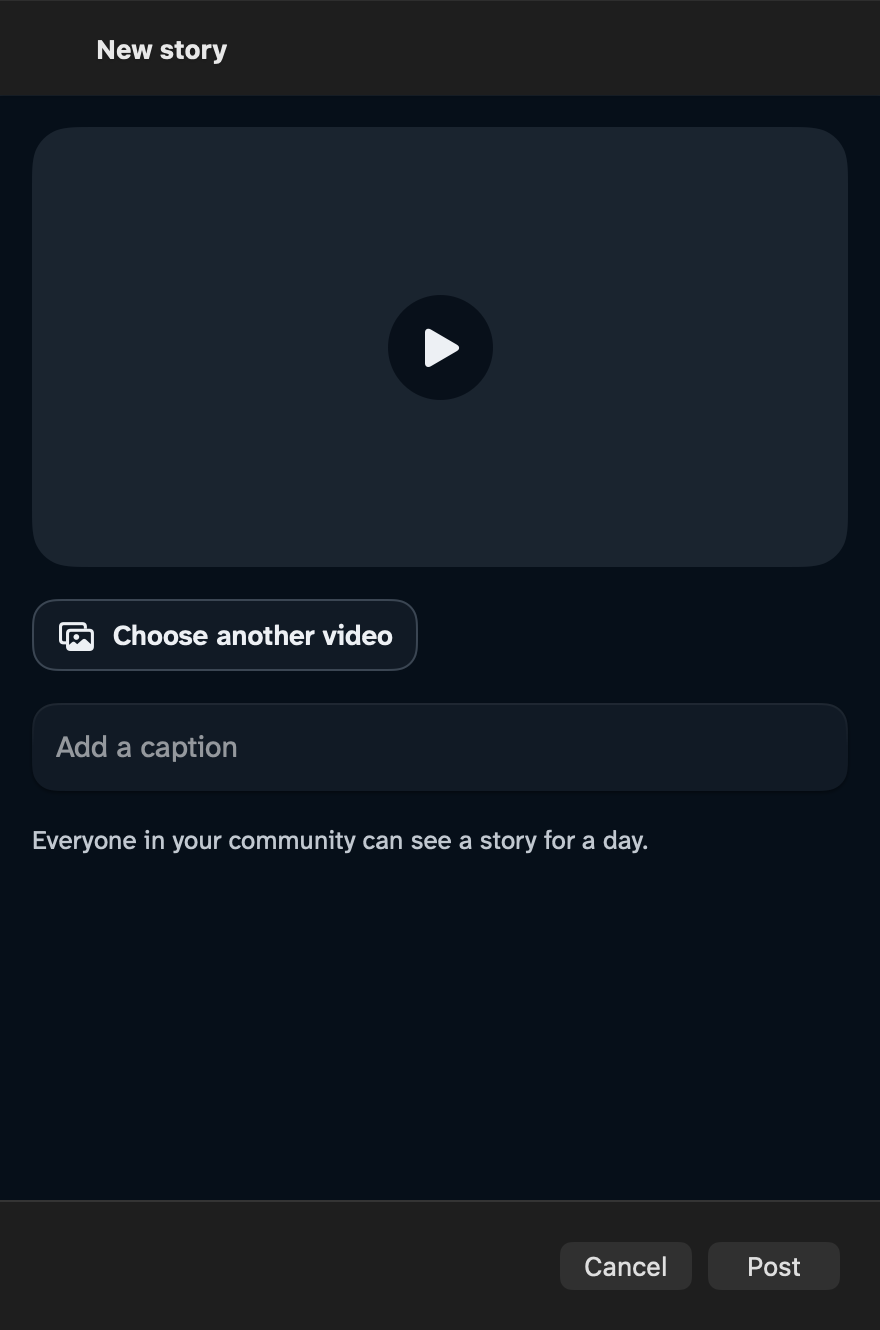 New story
Choose another video
Add a caption
Everyone in your community can see a story for a day.
Cancel
Post